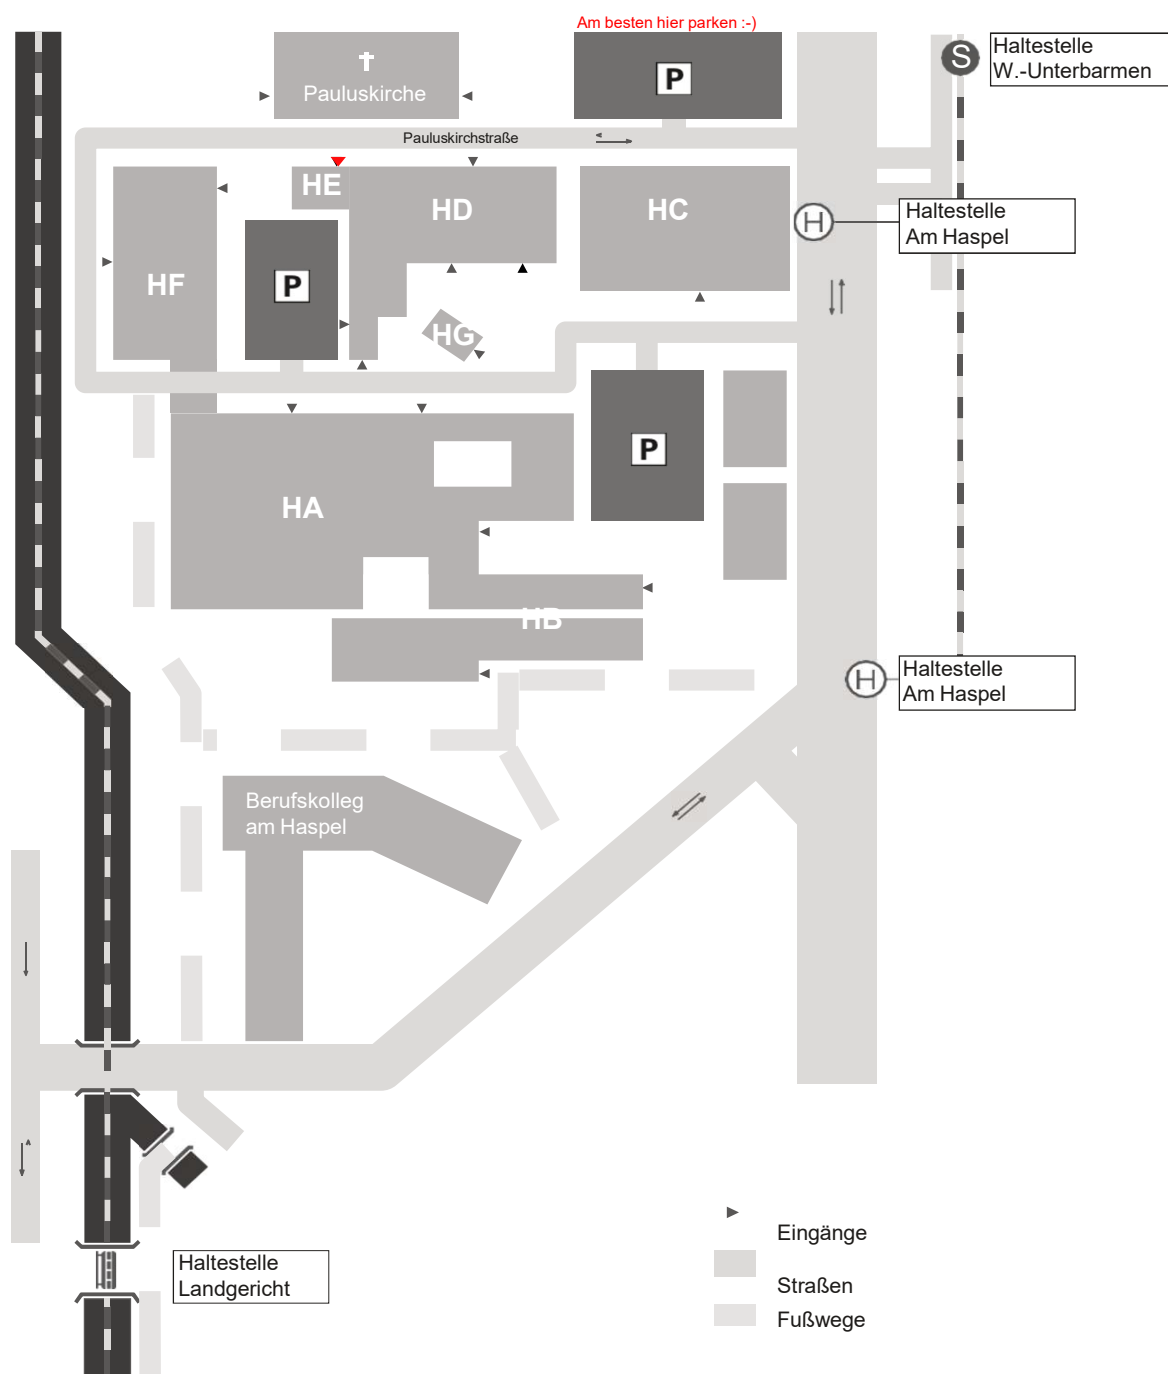 Am besten hier parken :-)
P
Pauluskirche
S
Haltestelle
W.-Unterbarmen
Pauluskirchstraße
HE
HD
HC
H
Haltestelle
Am Haspel
HF
P
HG
P
HA
HB
H
Haltestelle
Am Haspel
Berufskolleg
am Haspel
Eingänge
Haltestelle
Landgericht
Straßen
Fußwege